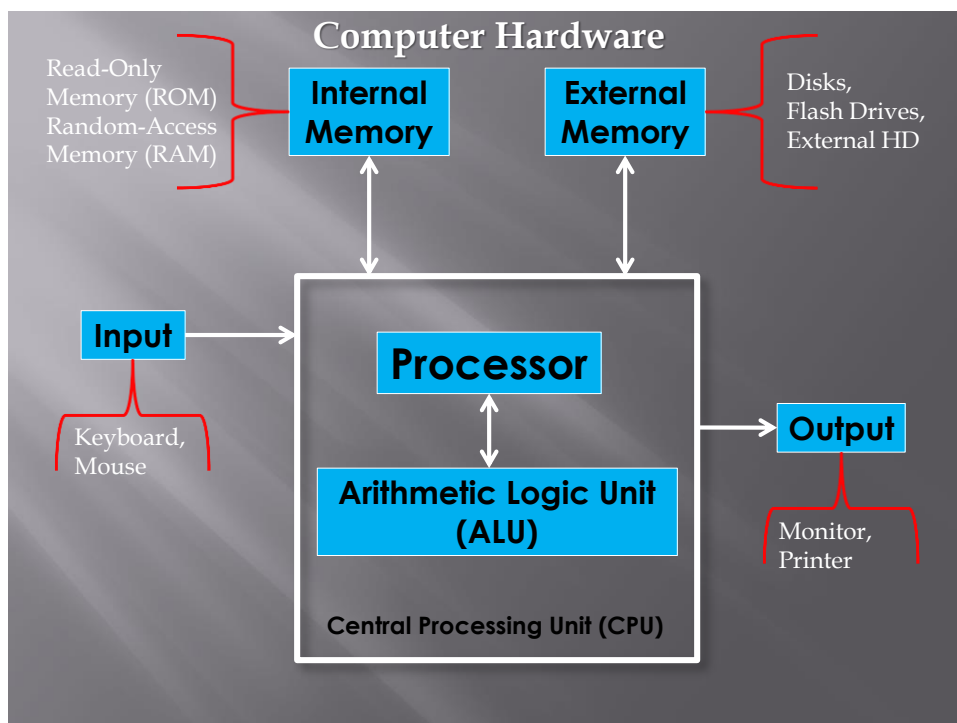 Computer Hardware
Read-Only
Memory (ROM)
Random-Access
Memory (RAM)
Internal
Memory
External
Memory
Disks,
Flash Drives,
External HD
Input
Keyboard,
Mouse
Processor
Arithmetic Logic Unit
(ALU)
Central Processing Unit (CPU)
Output
Monitor,
Printer